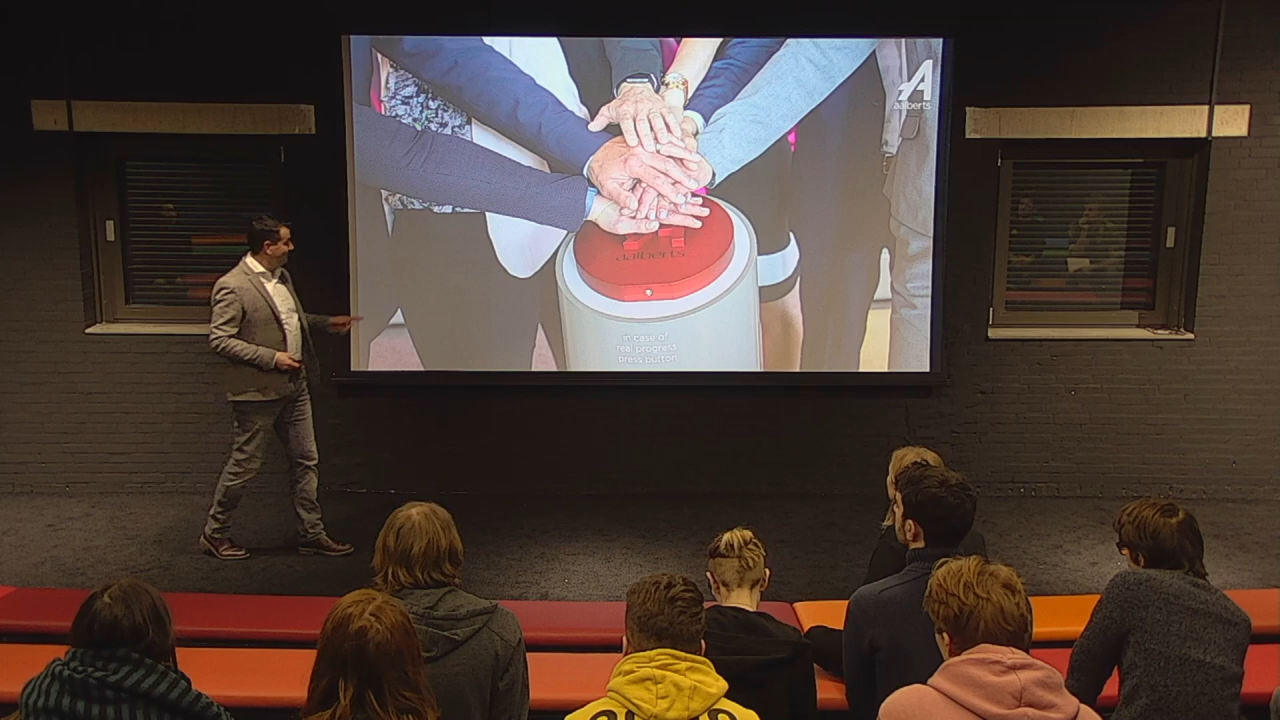 aalberts
aalberts
in case of
real progress
press button